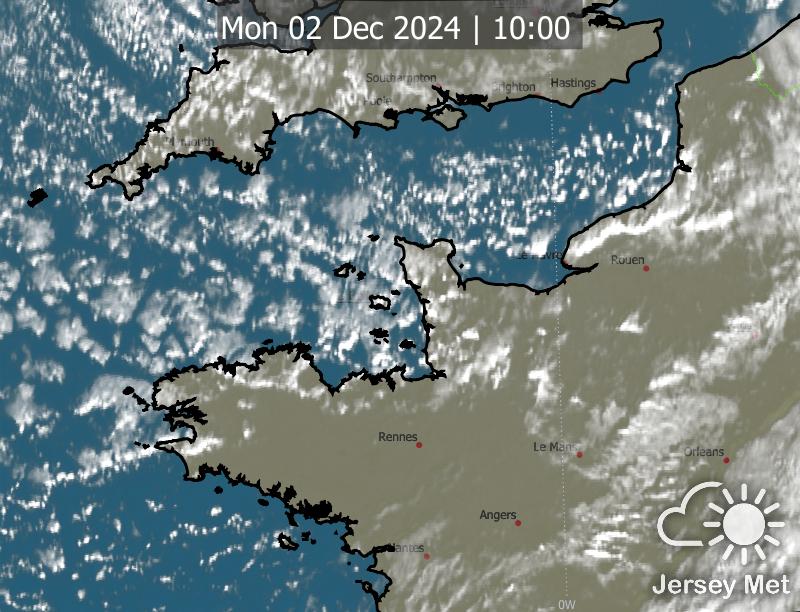 Mon 02 Dec 2024 | 10:00
Southampton
Brighton
Hastings
Poole
Plymouth
Le Havre
Rouen
Rennes
Le Mans
Orleans
Angers
Nantes
Jersey Met
0W